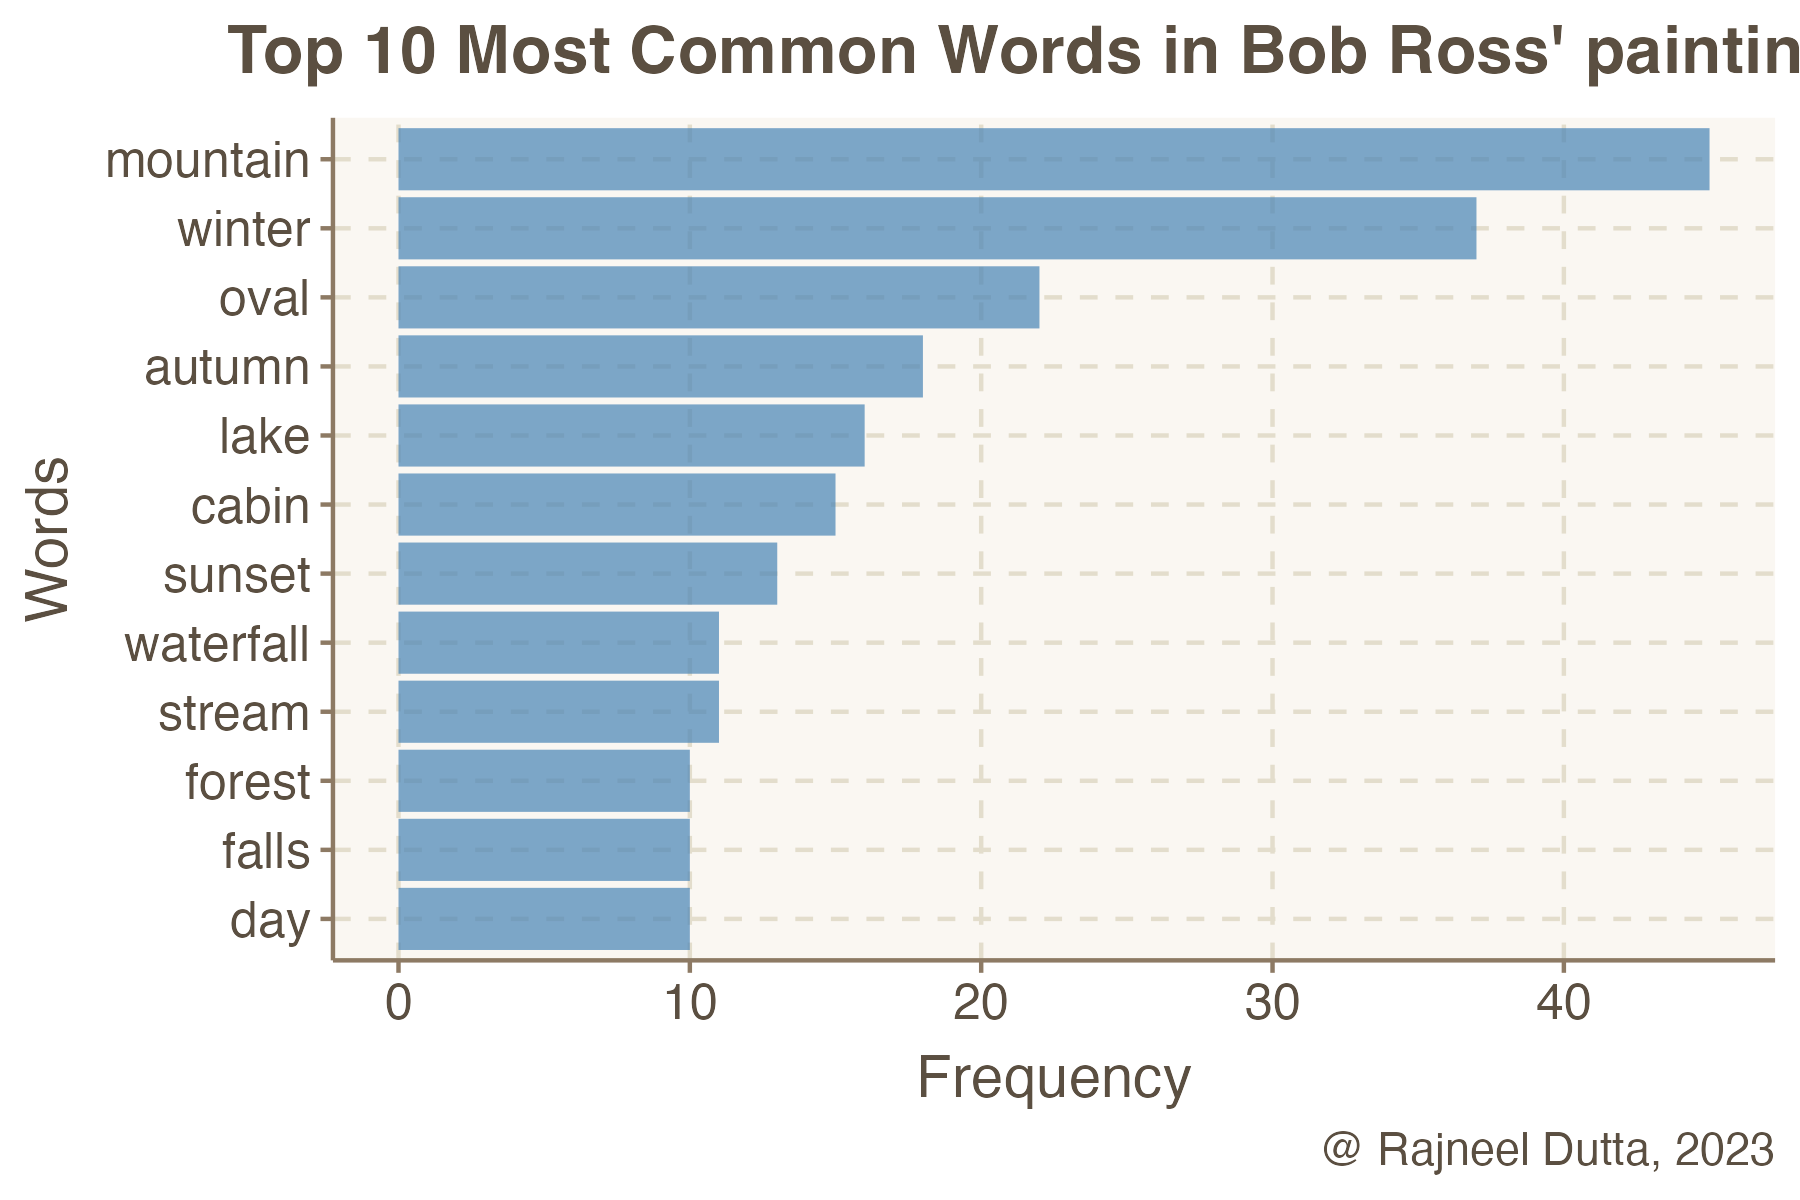 Top 10 Most Common Words in Bob Ross' paintin
mountain
winter
oval
autumn
lake
cabin
sunset
waterfall
stream
forest
falls
day
Words
0 10 20 30 40
Frequency
@ Rajneel Dutta, 2023